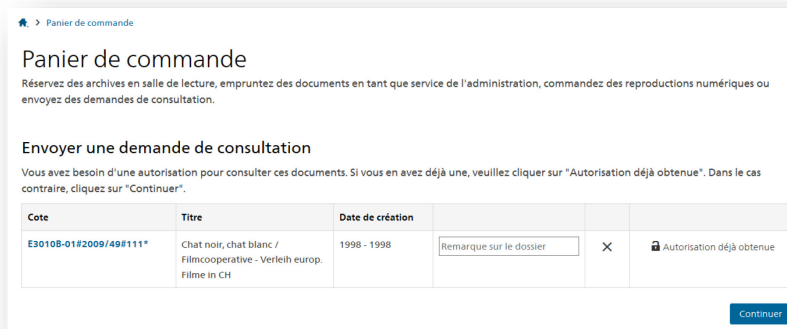 > Panier de commande
Panier de commande
Réservez des archives en salle de lecture, empruntez des documents en tant que service de l'administration, commandez des reproductions numériques ou
envoyez des demandes de consultation.
Envoyer une demande de consultation
Vous avez besoin d'une autorisation pour consulter ces documents. Si vous en avez déjà une, veuillez cliquer sur "Autorisation déjà obtenue". Dans le cas
contraire, cliquez sur "Continuer".
Cote Titre Date de création
E3010B-01#2009/49#111* Chat noir, chat blanc / 1998 - 1998 Remarque sur le dossier Autorisation déjà obtenue
Filmcooperative - Verleih europ.
Filme in CH
Continuer